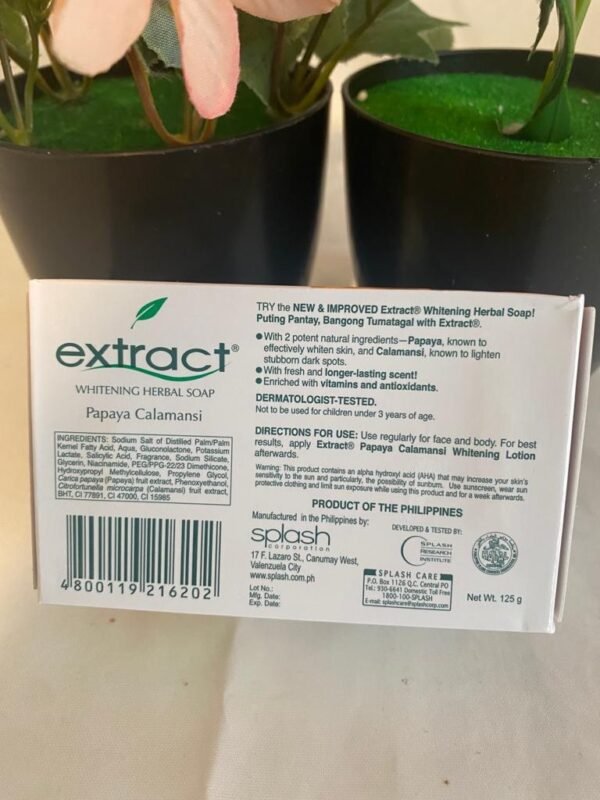 extract®
WHITENING HERBAL SOAP
Papaya Calamansi
INGREDIENTS: Sodium Salt of Distilled Palm/Palm
Kernel Fatty Acid, Aqua, Gluconolactone, Potassium
Lactate, Salicylic Acid, Fragrance, Sodium Silicate,
Glycerin, Niacinamide, PEG/PPG-22/23 Dimethicone,
Hydroxypropyl Methylcellulose, Propylene Glycol,
Carica papaya (Papaya) fruit extract, Phenoxyethanol,
Citrofortunella microcarpa (Calamansi) fruit extract,
BHT, CI 77891, CI 47000, CI 15985
4 800119 216202
TRY the NEW & IMPROVED Extract® Whitening Herbal Soap!
Puting Pantay, Bangong Tumatagal with Extract®.
●With 2 potent natural ingredients—Papaya, known to
effectively whiten skin, and Calamansi, known to lighten
stubborn dark spots.
●With fresh and longer-lasting scent!
●Enriched with vitamins and antioxidants.
DERMATOLOGIST-TESTED.
Not to be used for children under 3 years of age.
DIRECTIONS FOR USE: Use regularly for face and body. For best
results, apply Extract® Papaya Calamansi Whitening Lotion
afterwards.
Warning: This product contains an alpha hydroxyl acid (AHA) that may increase your skin's
sensitivity to the sun and particularly, the possibility of sunburn. Use sunscreen, wear sun
protective clothing and limit sun exposure while using this product and for a week afterwards.
PRODUCT OF THE PHILIPPINES
Manufactured in the Philippines by:
splash
corporation
17 F. Lazaro St., Canumay West,
Valenzuela City
www.splash.com.ph
Lot No.:
Mfg. Date:
Exp. Date:
DEVELOPED & TESTED BY:
SPLASH
RESEARCH
INSTITUTE
SPLASH CARE
P.O. Box 1126 Q.C. Central PO
Tel.: 930-6641 Domestic Toll Free
1800-100-SPLASH
E-mail: splashcare@splashcorp.com
Net Wt. 125 g